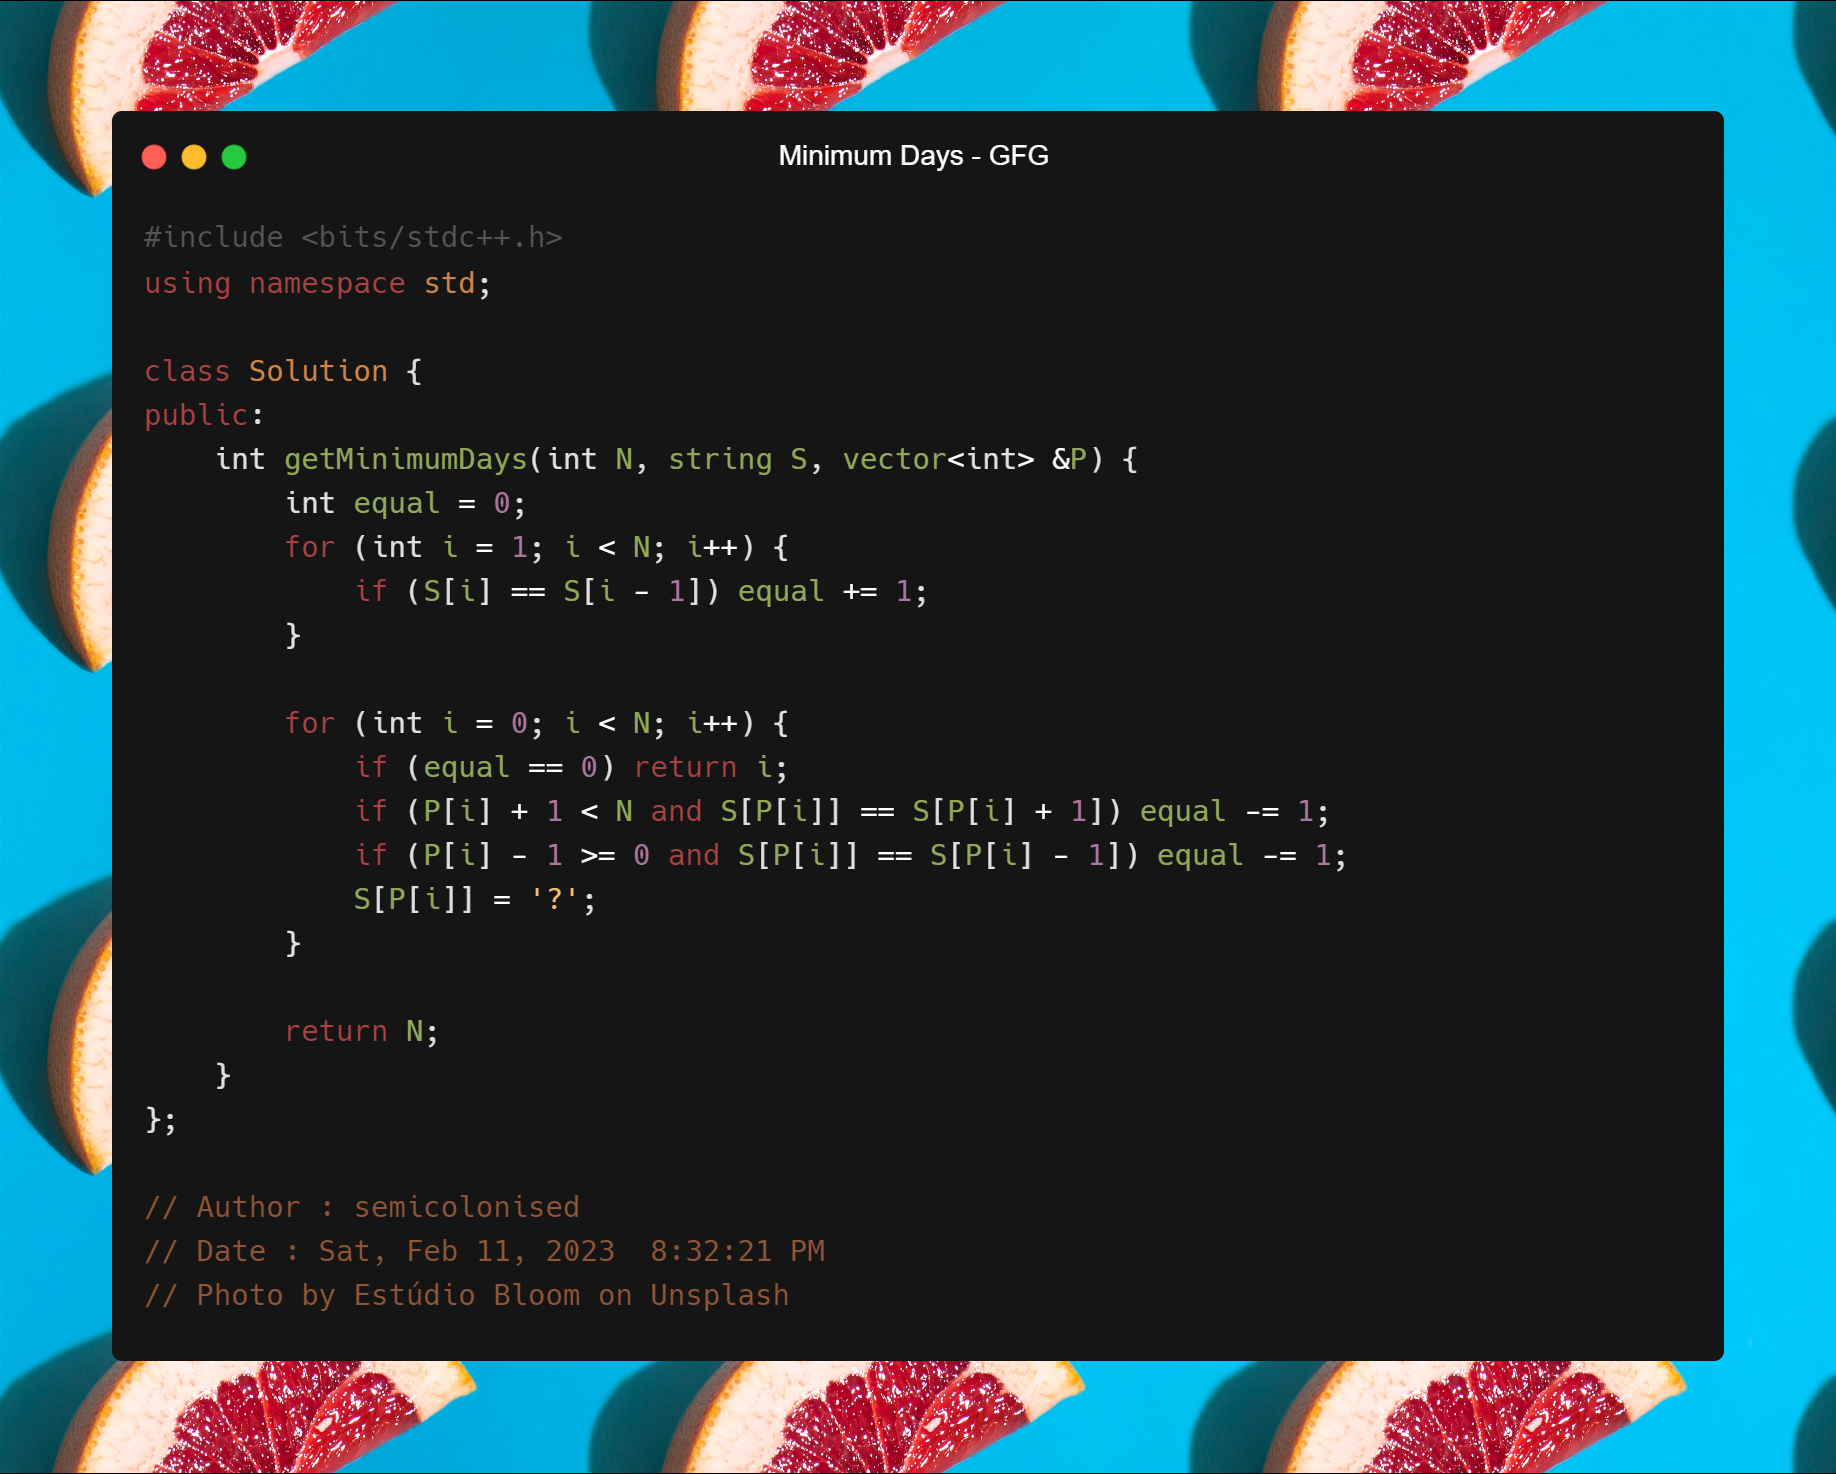 Minimum Days - GFG
#include <bits/stdc++.h>
using namespace std;
class Solution {
public:
    int getMinimumDays(int N, string S, vector<int> &P) {
        int equal = 0;
        for (int i = 1; i < N; i++) {
            if (S[i] == S[i - 1]) equal += 1;
        }
        for (int i = 0; i < N; i++) {
            if (equal == 0) return i;
            if (P[i] + 1 < N and S[P[i]] == S[P[i] + 1]) equal -= 1;
            if (P[i] - 1 >= 0 and S[P[i]] == S[P[i] - 1]) equal -= 1;
            S[P[i]] = '?';
        }
        return N;
    }
};
// Author : semicolonised
// Date : Sat, Feb 11, 2023  8:32:21 PM
// Photo by Estúdio Bloom on Unsplash